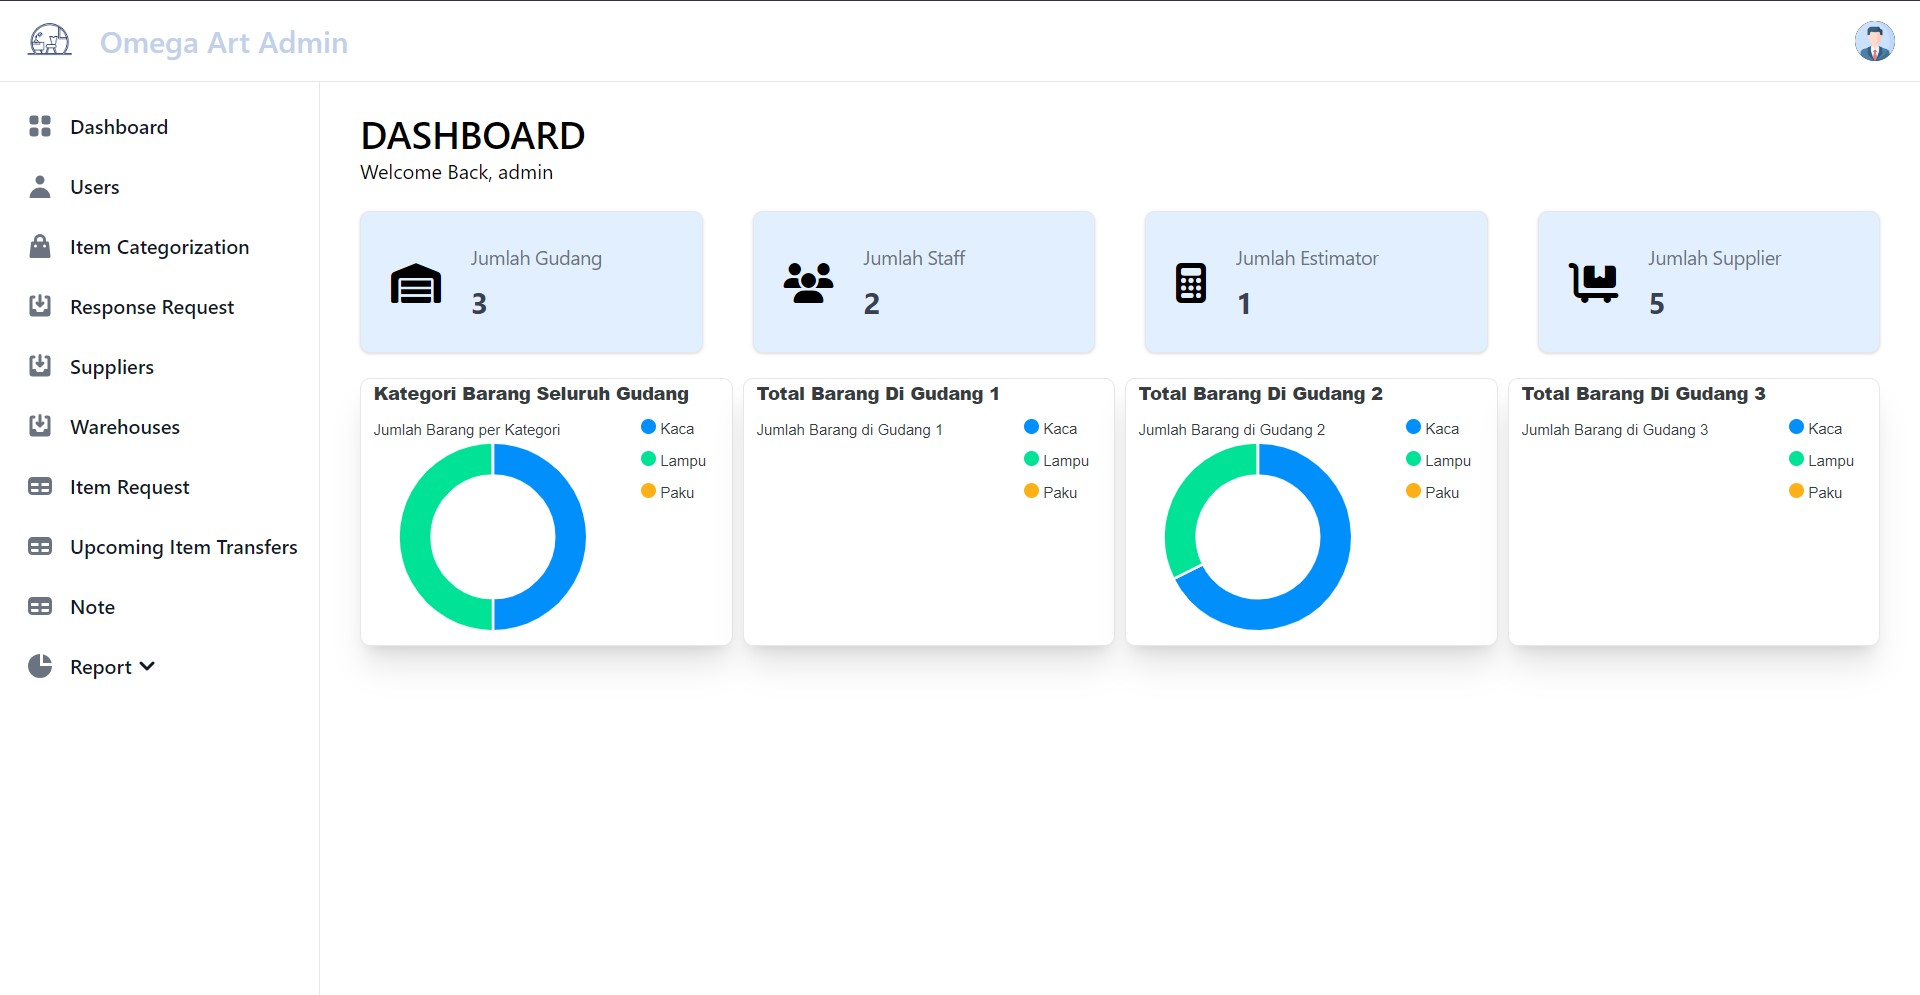 Omega Art Admin
Dashboard
Users
Item Categorization
Response Request
Suppliers
Warehouses
Item Request
Upcoming Item Transfers
Note
Report
DASHBOARD
Welcome Back, admin
Jumlah Gudang
3
Jumlah Staff
2
Jumlah Estimator
1
Jumlah Supplier
5
Kategori Barang Seluruh Gudang
Jumlah Barang per Kategori
Kaca
Lampu
Paku
Total Barang Di Gudang 1
Jumlah Barang di Gudang 1
Kaca
Lampu
Paku
Total Barang Di Gudang 2
Jumlah Barang di Gudang 2
Kaca
Lampu
Paku
Total Barang Di Gudang 3
Jumlah Barang di Gudang 3
Kaca
Lampu
Paku